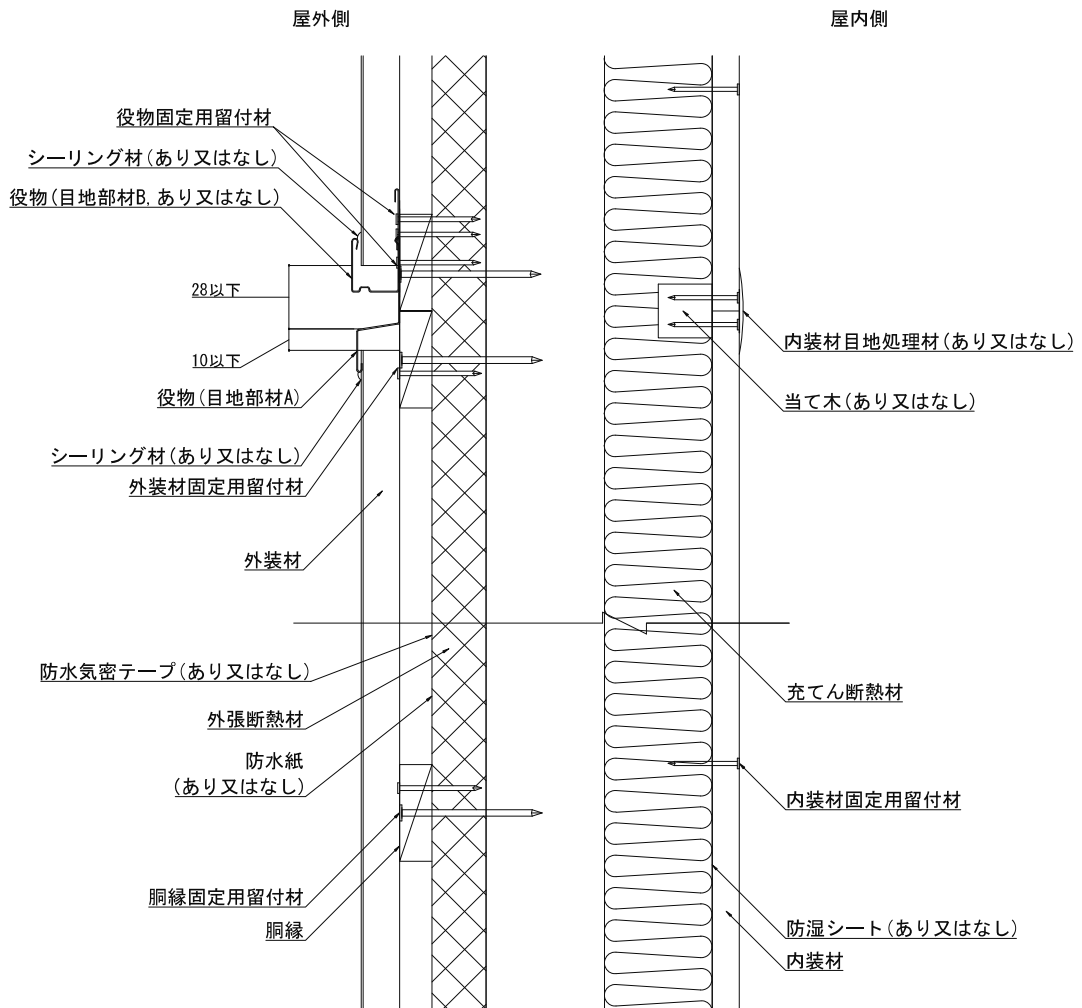 屋外側
屋内側
役物固定用留付材
シーリング材(あり又はなし)
役物(目地部材B, あり又はなし)
28以下
10以下
役物(目地部材A)
シーリング材(あり又はなし)
外装材固定用留付材
外装材
防水気密テープ(あり又はなし)
外張断熱材
防水紙
(あり又はなし)
胴縁固定用留付材
胴縁
内装材目地処理材(あり又はなし)
当て木(あり又はなし)
充てん断熱材
内装材固定用留付材
防湿シート(あり又はなし)
内装材